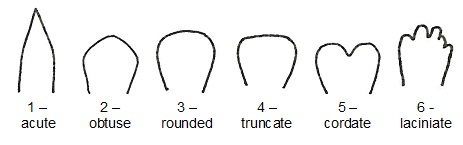 1 – 2 – 3 – 4 – 5 – 6 -
acute obtuse rounded truncate cordate laciniate